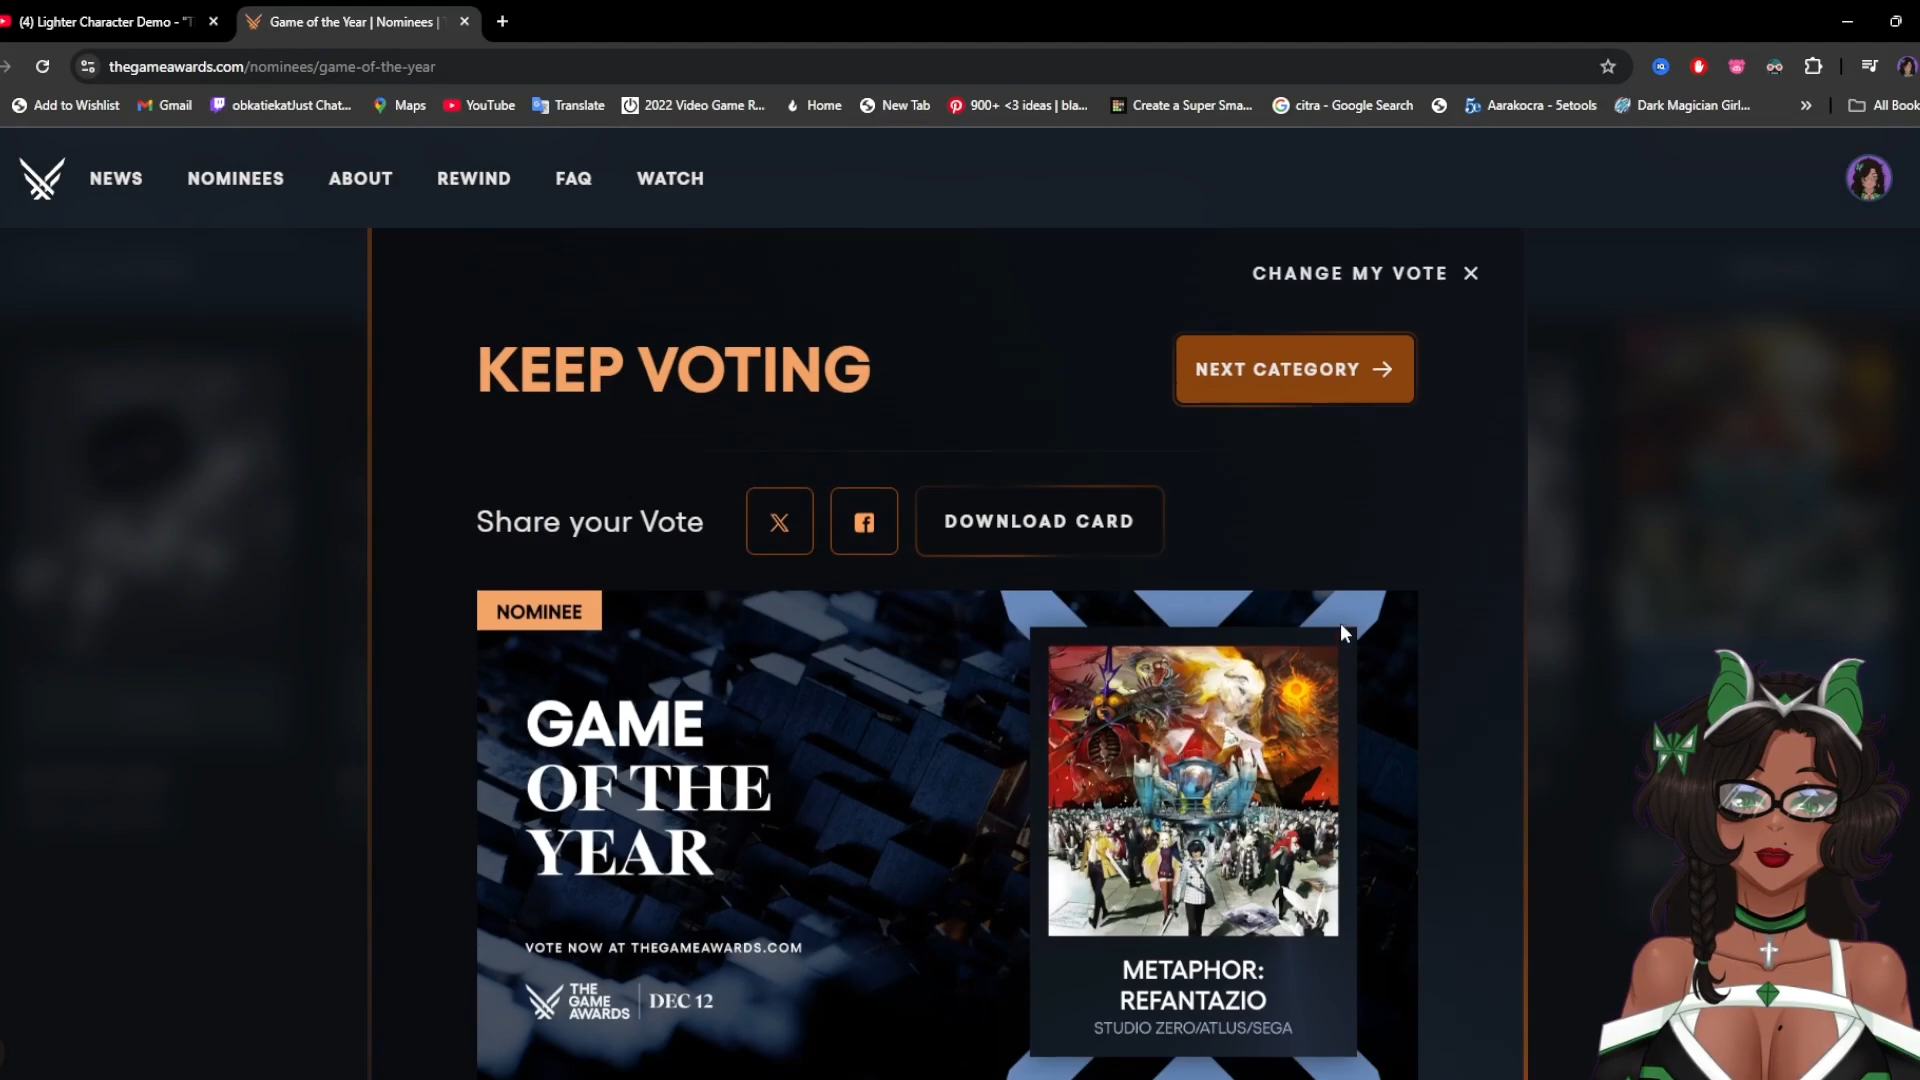 (4) Lighter Character Demo - "T
Game of the Year | Nominees |
thegameawards.com/nominees/game-of-the-year
Add to Wishlist
Gmail
obkatiekatJust Chat...
Maps
YouTube
Translate
2022 Video Game R...
Home
New Tab
900+ <3 ideas | bla...
Create a Super Sma...
citra - Google Search
Aarakocra - 5etools
Dark Magician Girl...
All Book
NEWS
NOMINEES
ABOUT
REWIND
FAQ
WATCH
CHANGE MY VOTE
KEEP VOTING
NEXT CATEGORY
Share your Vote
DOWNLOAD CARD
NOMINEE
GAME
OF THE
YEAR
VOTE NOW AT THEGAMEAWARDS.COM
THE
GAME
AWARDS
DEC 12
METAPHOR:
REFANTAZIO
STUDIO ZERO/ATLUS/SEGA